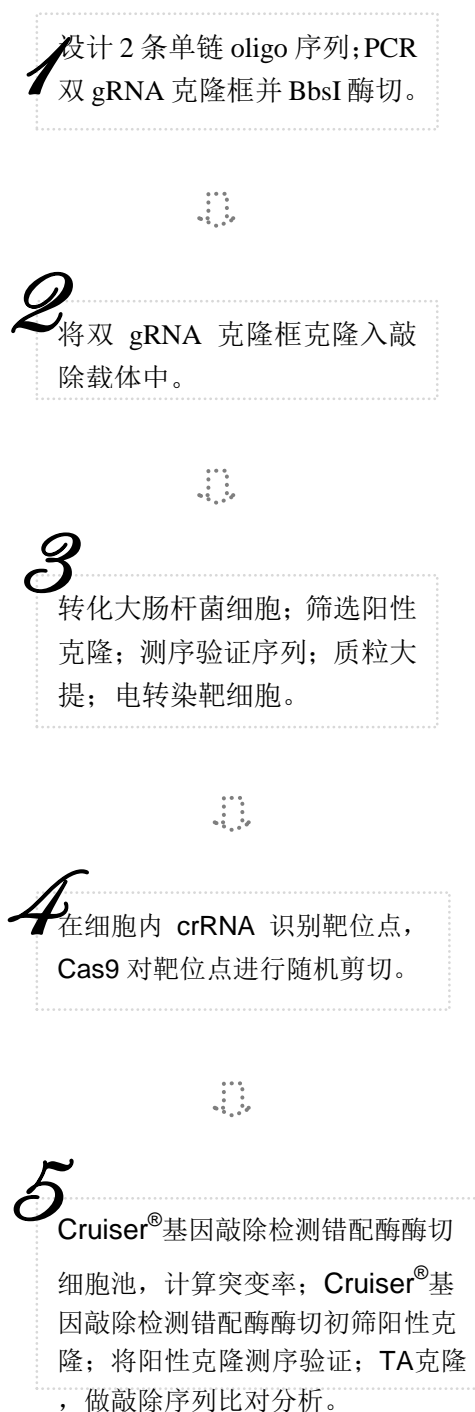 1
设计 2 条单链 oligo 序列;PCR
双 gRNA 克隆框并 BbsI 酶切。
2
将双 gRNA 克隆框克隆入敲
除载体中。
3
转化大肠杆菌细胞；筛选阳性
克隆；测序验证序列；质粒大
提；电转染靶细胞。
4
在细胞内 crRNA 识别靶位点，
Cas9 对靶位点进行随机剪切。
5
Cruiser®基因敲除检测错配酶酶切
细胞池，计算突变率；Cruiser®基
因敲除检测错配酶酶切初筛阳性克
隆；将阳性克隆测序验证；TA克隆
，做敲除序列比对分析。